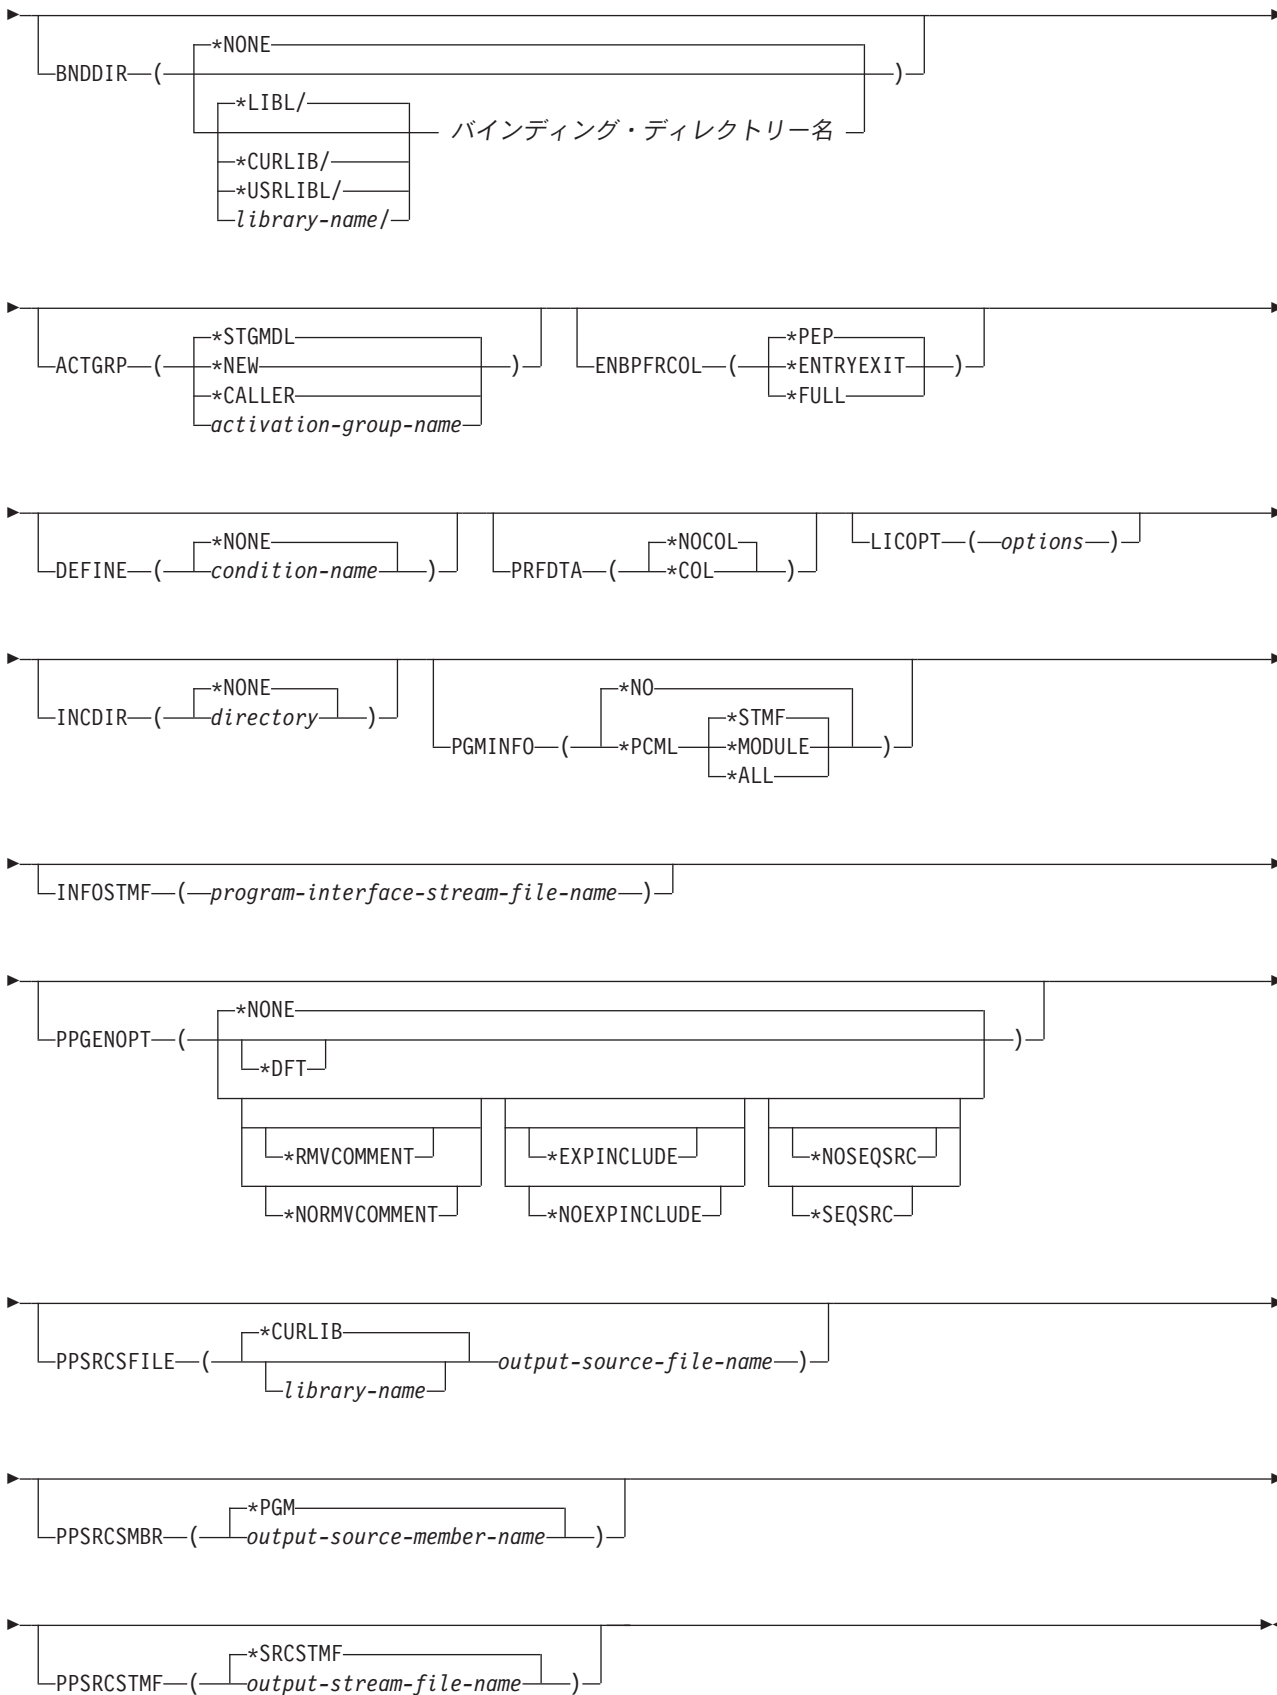 *NONE
BNDDIR ( )
*LIBL/
バインディング・ディレクトリー名
*CURLIB/
*USRLIBL/
library-name/
*STGMDL *PEP
ACTGRP ( *NEW ) ENBPFRCOL ( *ENTRYEXIT )
*CALLER *FULL
activation-group-name
*NONE *NOCOL LICOPT ( options )
DEFINE ( condition-name ) PRFDTA ( *COL )
*NONE *NO
INCDIR ( directory ) *STMF
PGMINFO ( *PCML *MODULE )
*ALL
INFOSTMF ( program-interface-stream-file-name )
*NONE
PPGENOPT ( )
*DFT
*RMVCOMMENT *EXPINCLUDE *NOSEQSRC
*NORMVCOMMENT *NOEXPINCLUDE *SEQSRC
*CURLIB
PPSRCSFILE ( output-source-file-name )
library-name
*PGM
PPSRCSMBR ( output-source-member-name )
*SRCSTMF
PPSRCSTMF ( output-stream-file-name )